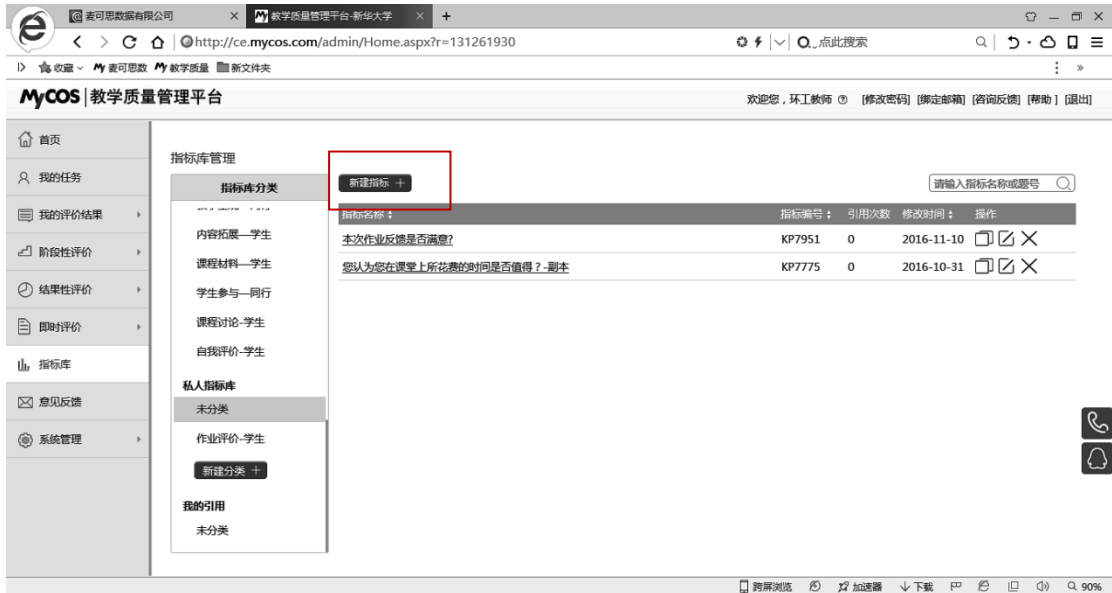 麦可思数据有限公司 × 教学质量管理平台-新华大学 × +
http://ce.mycos.com/admin/Home.aspx?r=131261930 点此搜索
收藏 麦可思数 教学质量 新文件夹
MyCOS 教学质量管理平台 欢迎您,环工教师 [修改密码] [绑定邮箱] [咨询反馈] [帮助] [退出]
首页
我的任务
我的评价结果
阶段性评价
结果性评价
即时评价
指标库
意见反馈
系统管理
指标库管理
指标库分类
内容拓展—学生
课程材料—学生
学生参与—同行
课程讨论-学生
自我评价-学生
私人指标库
未分类
作业评价-学生
新建分类 +
我的引用
未分类
新建指标 +
请输入指标名称或题号
指标名称 指标编号 引用次数 修改时间 操作
本次作业反馈是否满意? KP7951 0 2016-11-10
您认为您在课堂上所花费的时间是否值得?-副本 KP7775 0 2016-10-31
跨屏浏览 加速器 下载 90%